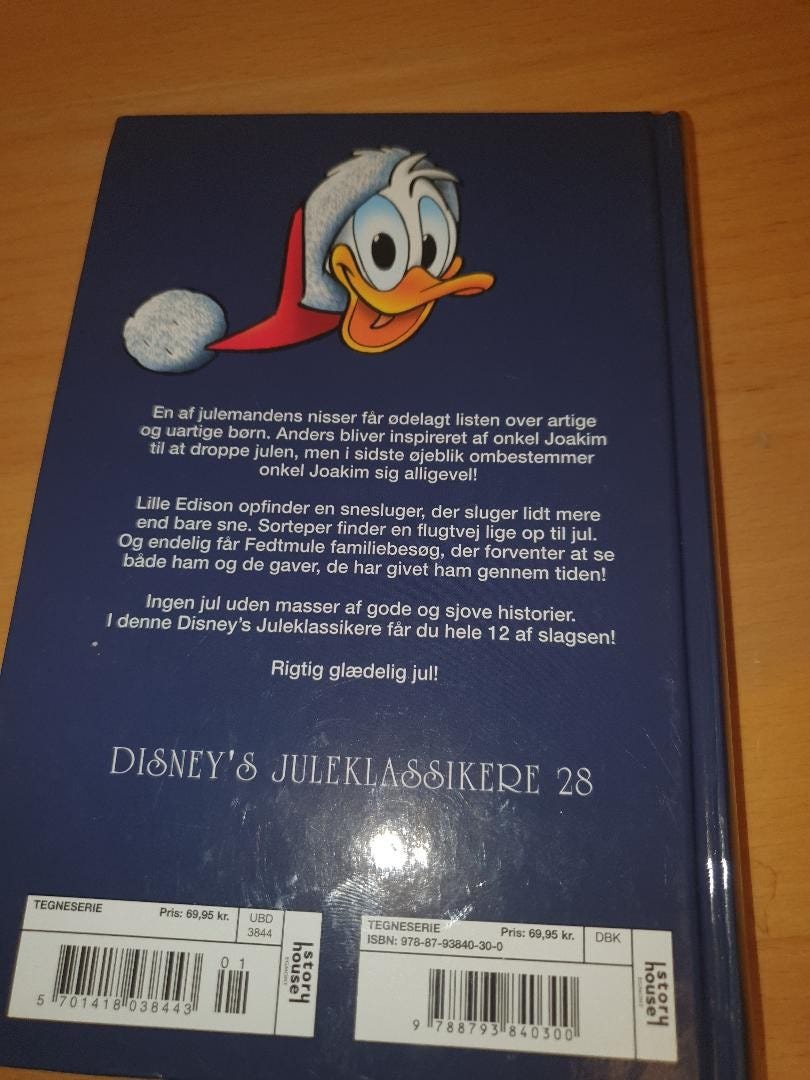 En af julemandens nisser får ødelagt listen over artige
og uartige børn. Anders bliver inspireret af onkel Joakim
til at droppe julen, men i sidste øjeblik ombestemmer
onkel Joakim sig alligevel!
Lille Edison opfinder en snesluger, der sluger lidt mere
end bare sne. Sorteper finder en flugtvej lige op til jul.
Og endelig får Fedtmule familiebesøg, der forventer at se
både ham og de gaver, de har givet ham gennem tiden!
Ingen jul uden masser af gode og sjove historier.
I denne Disney's Juleklassikere får du hele 12 af slagsen!
Rigtig glædelig jul!
DISNEY'S JULEKLASSIKERE 28
TEGNESERIE
Pris: 69,95 kr.
UBD
3844
01
5 701418 038443
story
house
EGMONT
TEGNESERIE
Pris: 69,95 kr.
DBK
ISBN: 978-87-93840-30-0
9 788793 840300
story
house
EGMONT